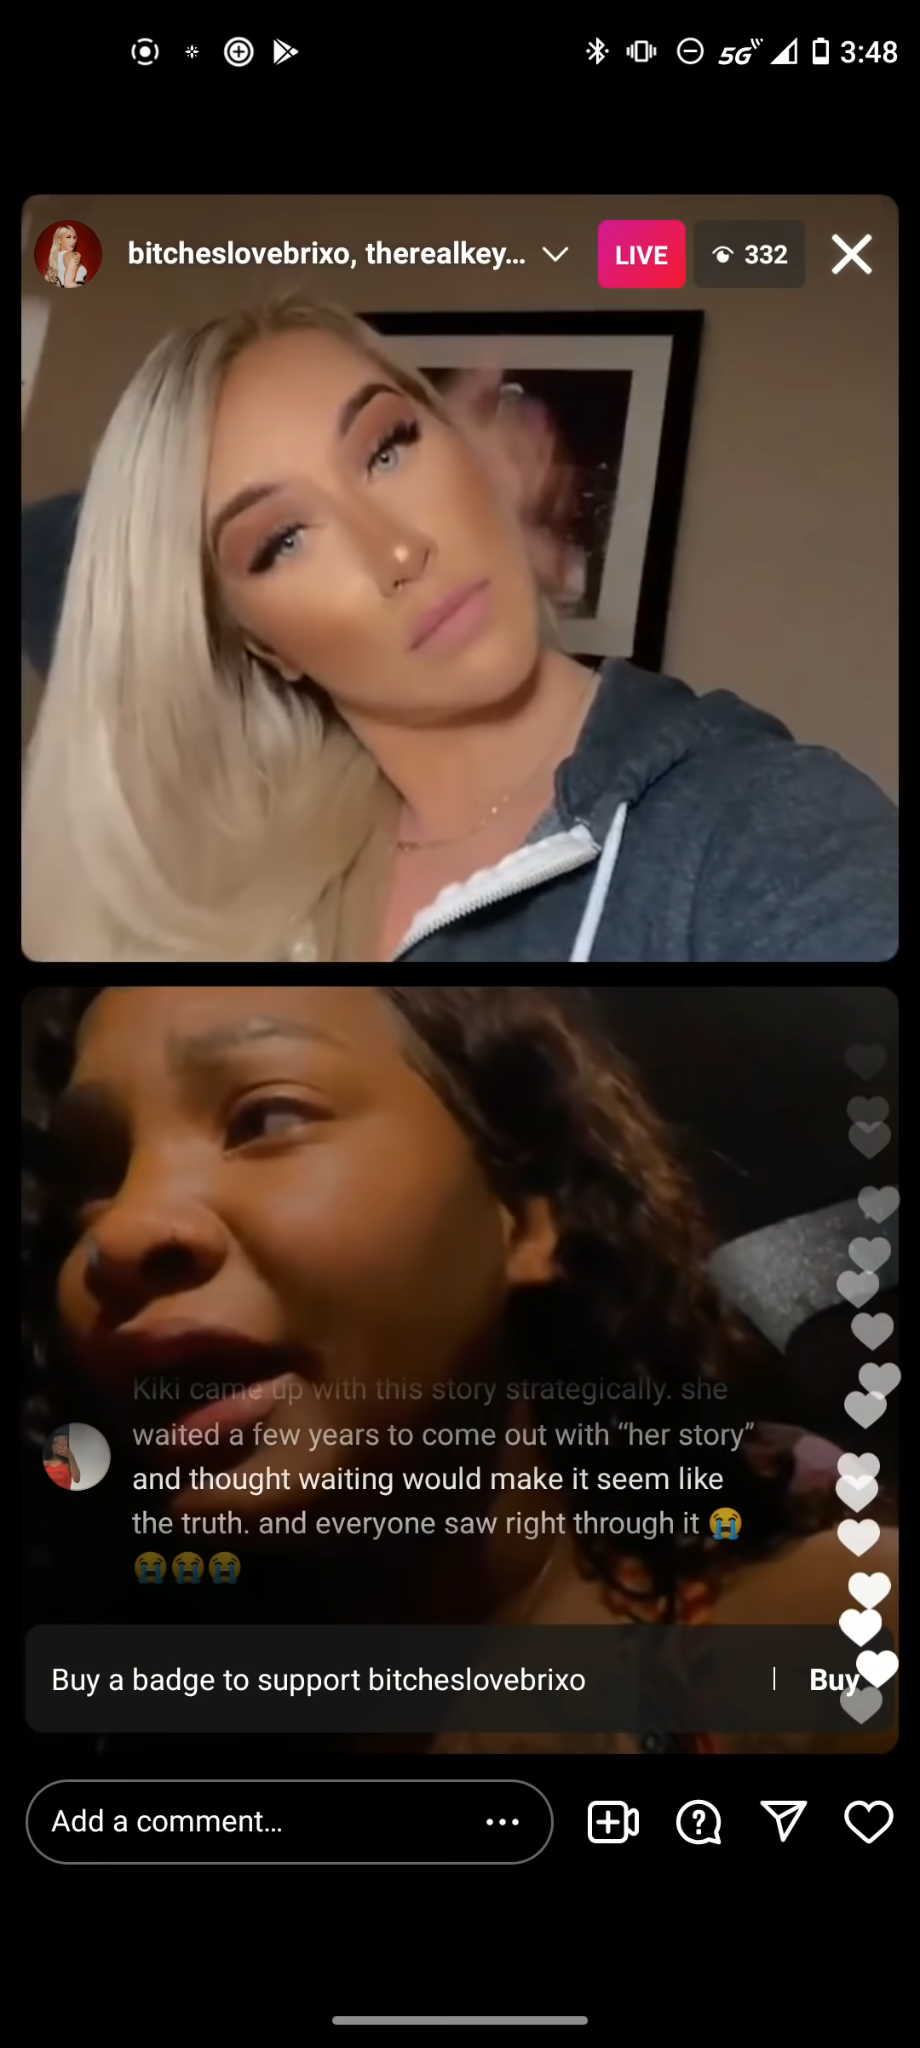 5G 3:48
bitcheslovebrixo, therealkey... LIVE 332
Kiki came up with this story strategically. she
waited a few years to come out with “her story”
and thought waiting would make it seem like
the truth. and everyone saw right through it 😭
😭😭😭
Buy a badge to support bitcheslovebrixo | Buy
Add a comment...